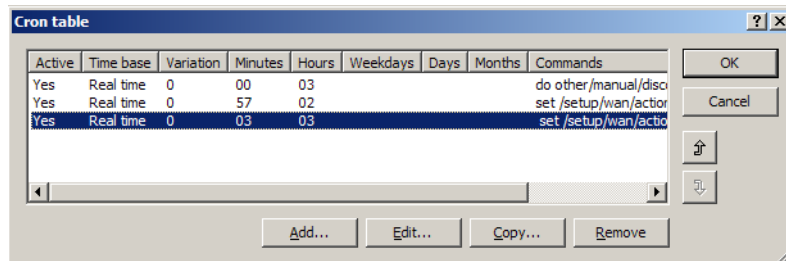 Cron table
Active Time base Variation Minutes Hours Weekdays Days Months Commands
Yes Real time 0 00 03 do other/manual/disc
Yes Real time 0 57 02 set /setup/wan/action
Yes Real time 0 03 03 set /setup/wan/actio
OK
Cancel
Add... Edit... Copy... Remove